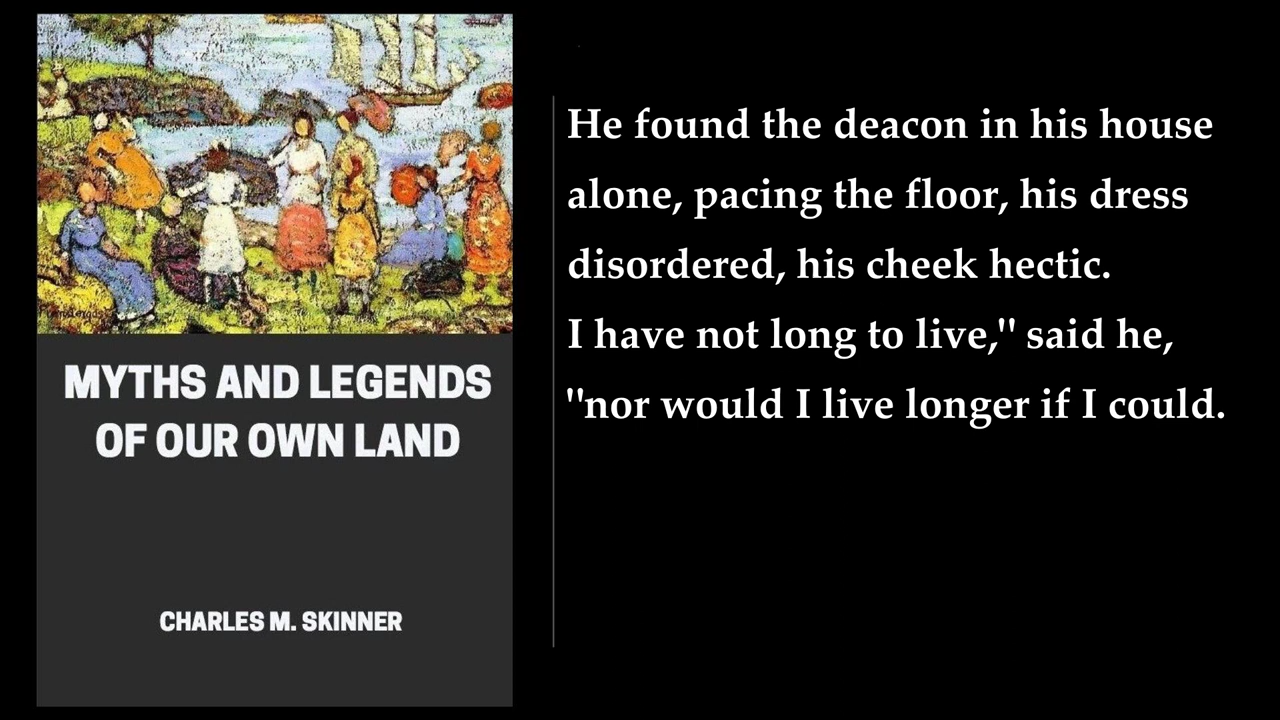 MYTHS AND LEGENDS
OF OUR OWN LAND
CHARLES M. SKINNER
He found the deacon in his house
alone, pacing the floor, his dress
disordered, his cheek hectic.
I have not long to live," said he,
"nor would I live longer if I could.